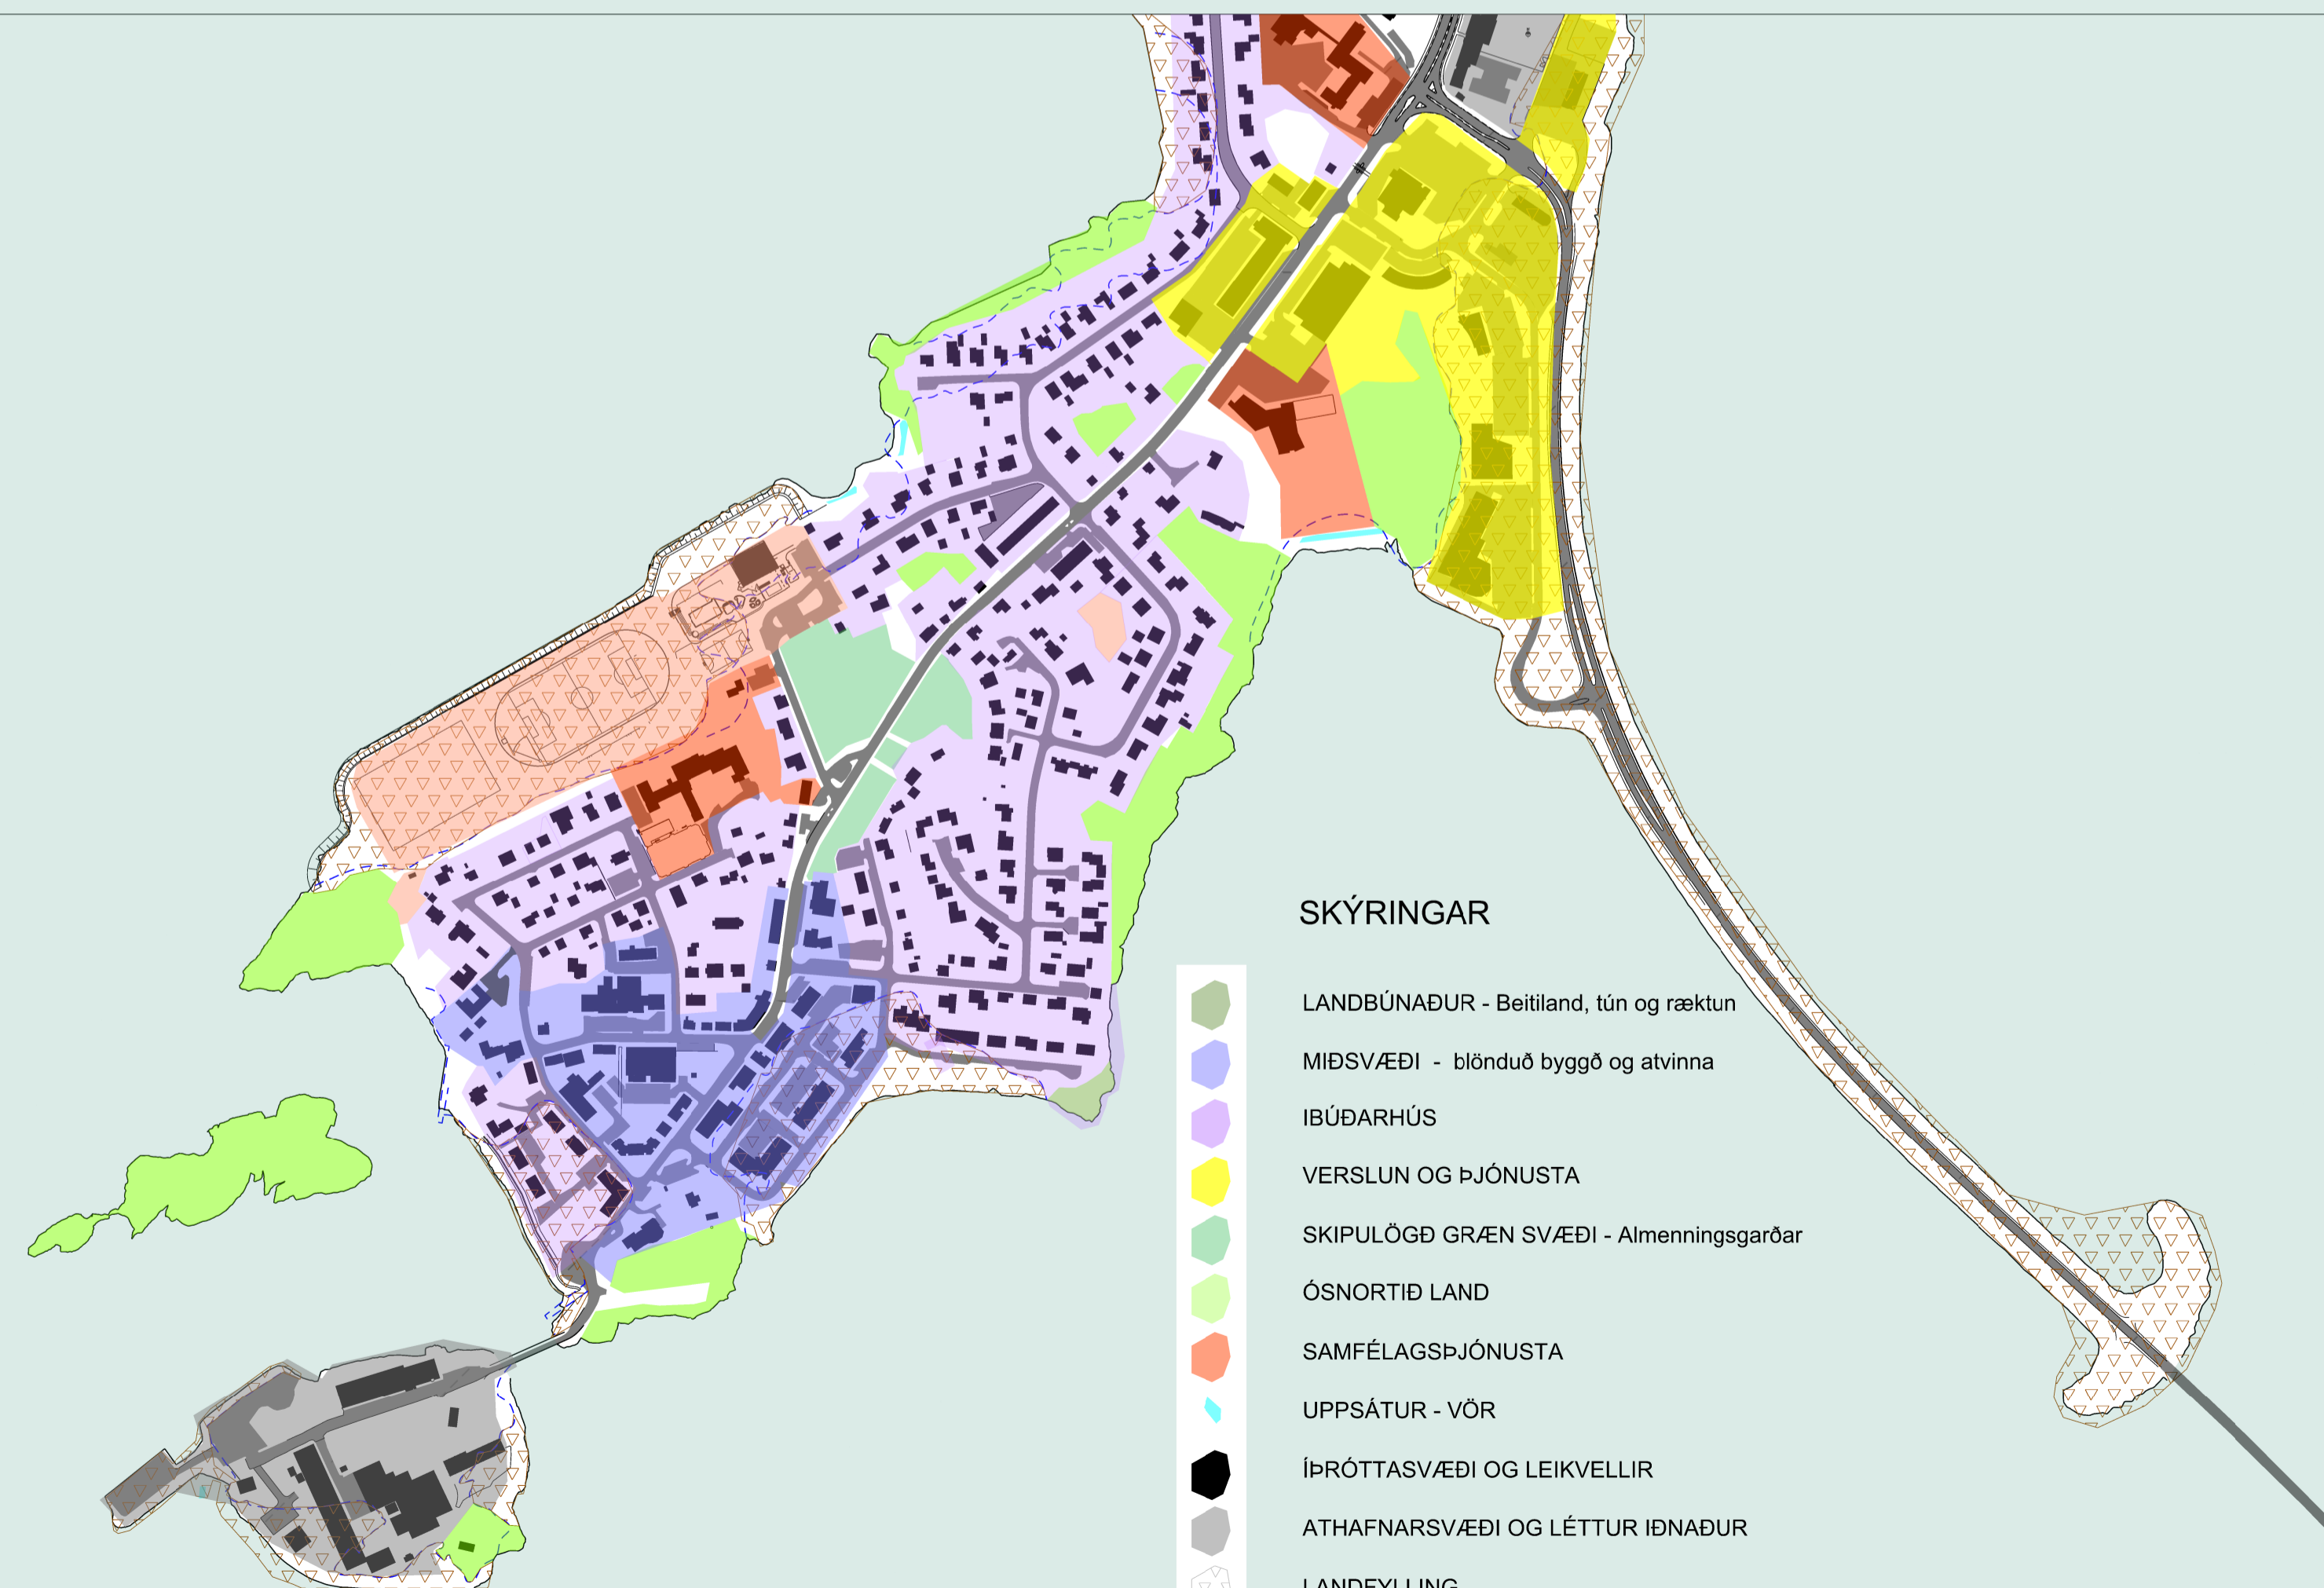 SKÝRINGAR
LANDBÚNAÐUR - Beitiland, tún og ræktun
MIÐSVÆÐI - blönduð byggð og atvinna
IBÚÐARHÚS
VERSLUN OG ÞJÓNUSTA
SKIPULÖGÐ GRÆN SVÆÐI - Almenningsgarðar
ÓSNORTIÐ LAND
SAMFÉLAGSÞJÓNUSTA
UPPSÁTUR - VÖR
ÍÞRÓTTASVÆÐI OG LEIKVELLIR
ATHAFNARSVÆÐI OG LÉTTUR IÐNAÐUR
LANDFYLLING